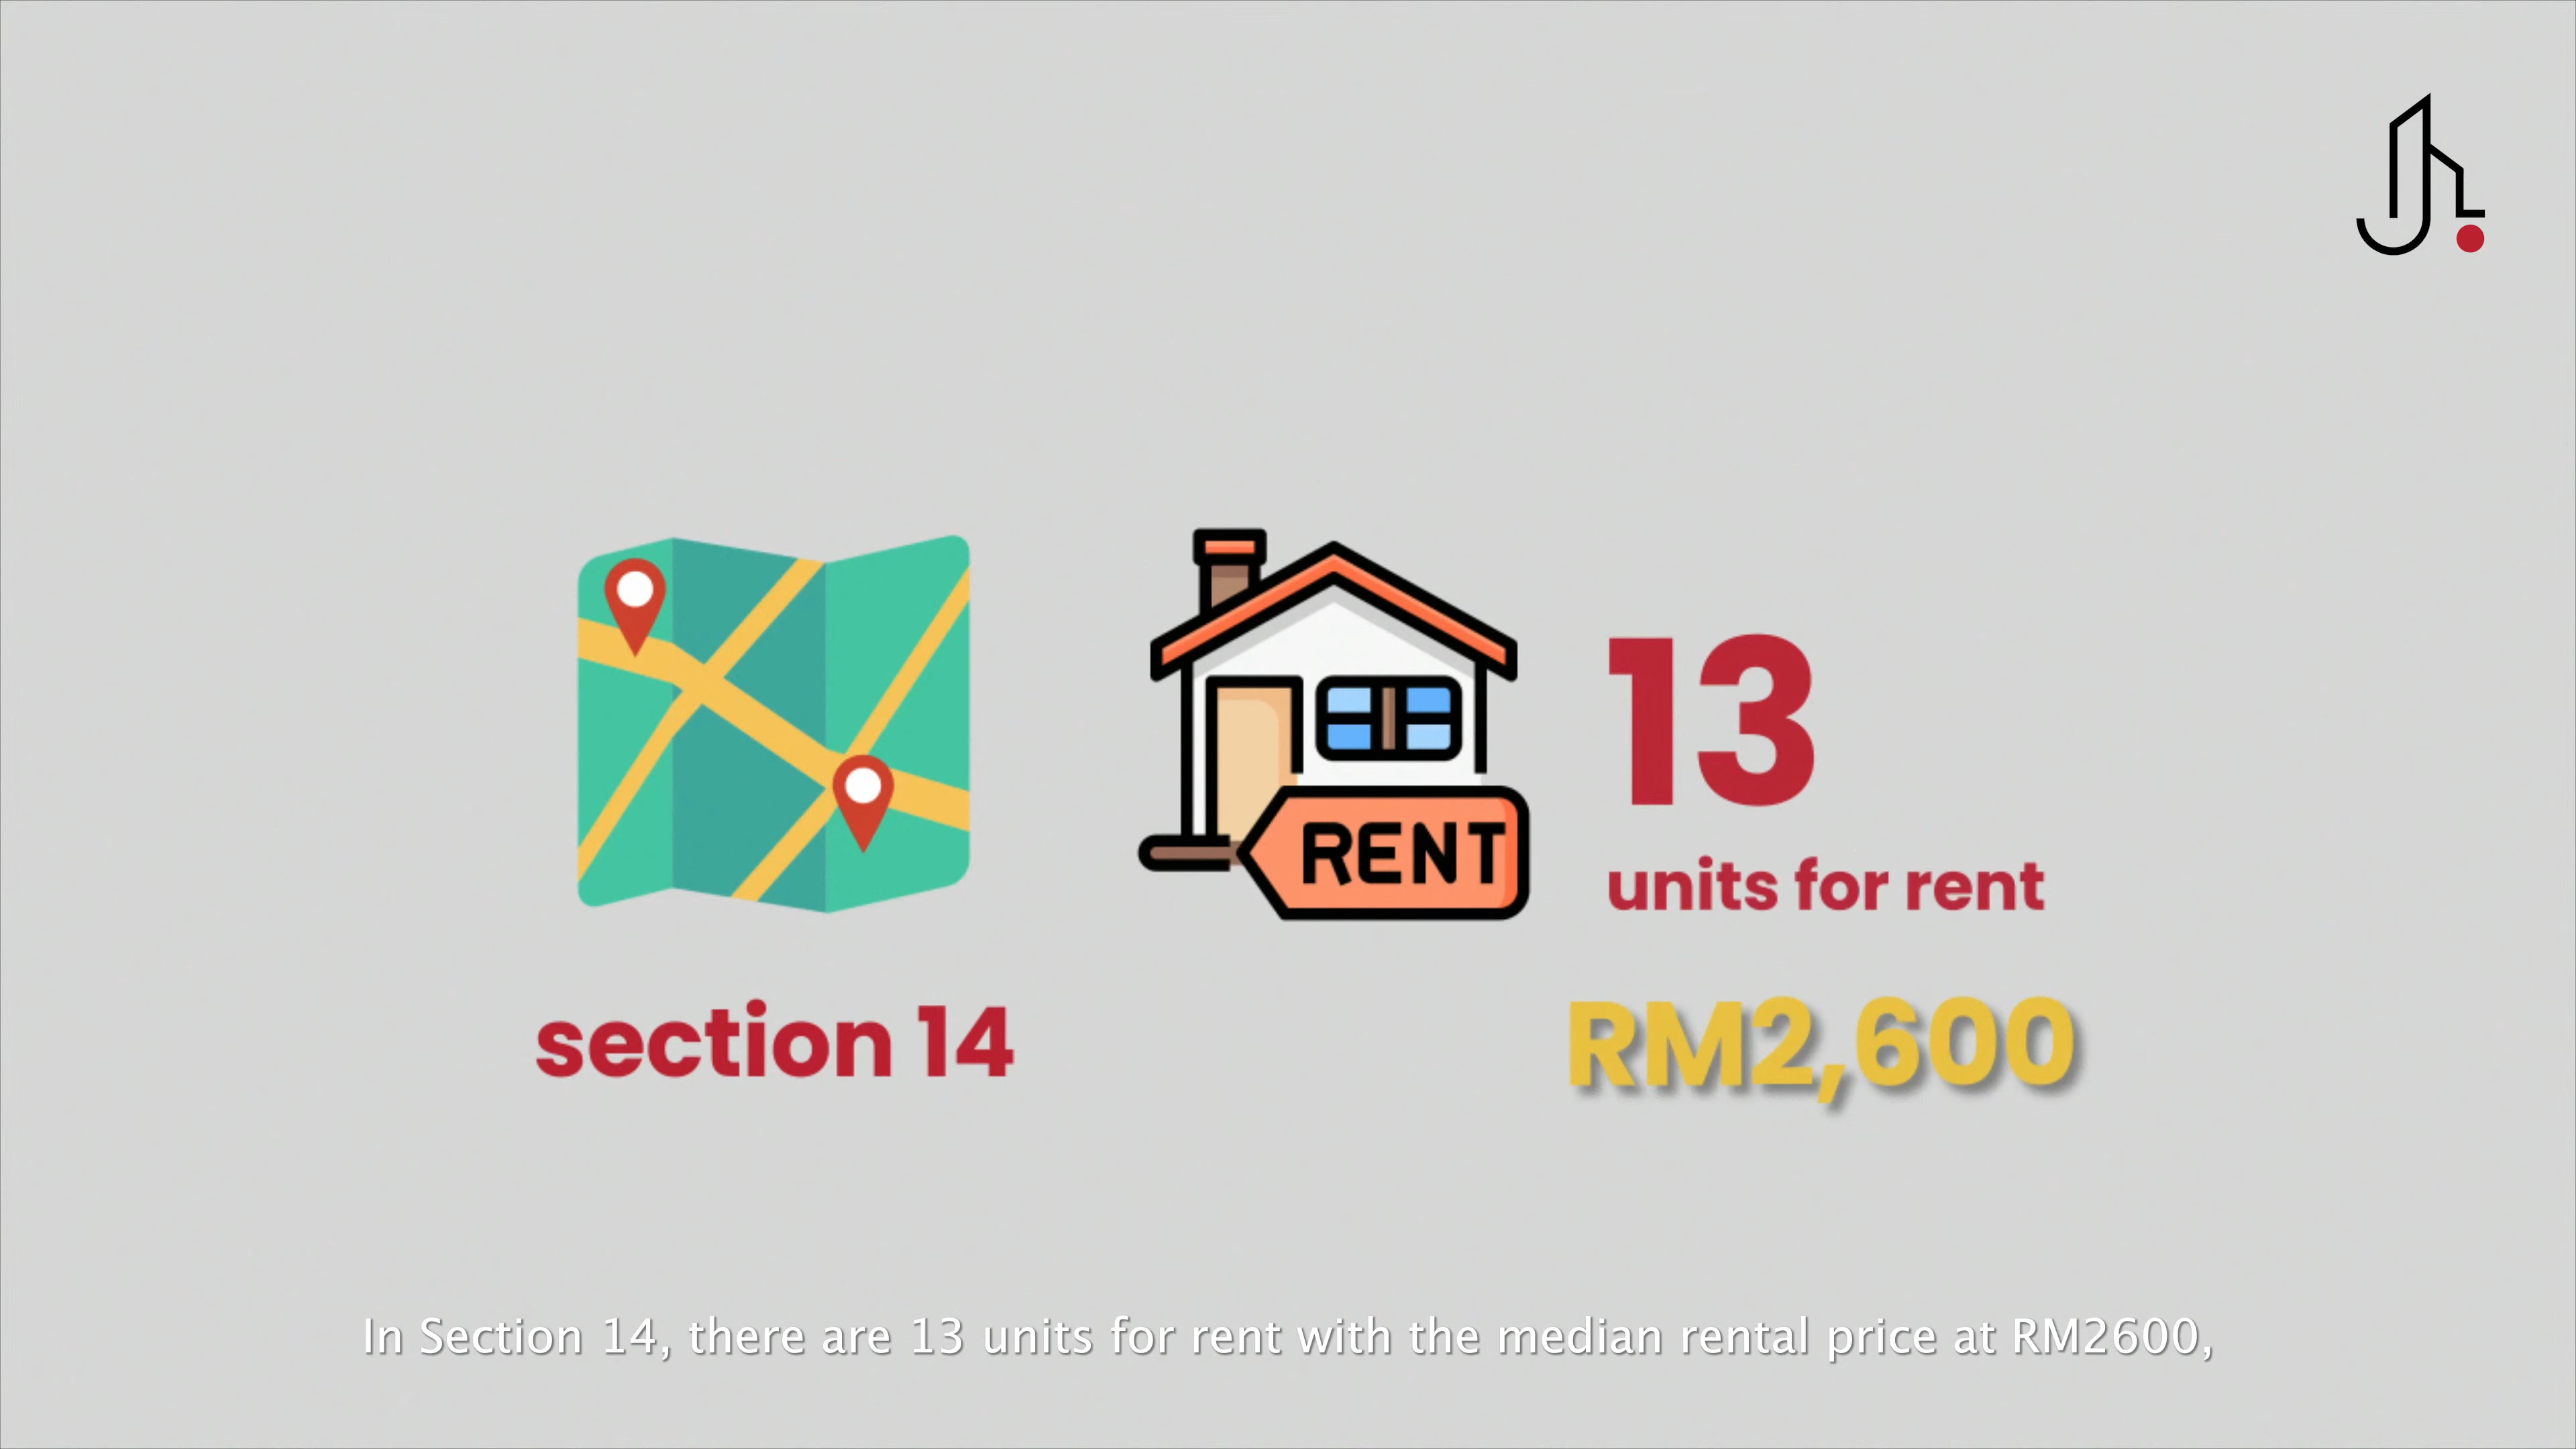 RENT
13
units for rent
section 14
RM2,600
In Section 14, there are 13 units for rent with the median rental price at RM2600,